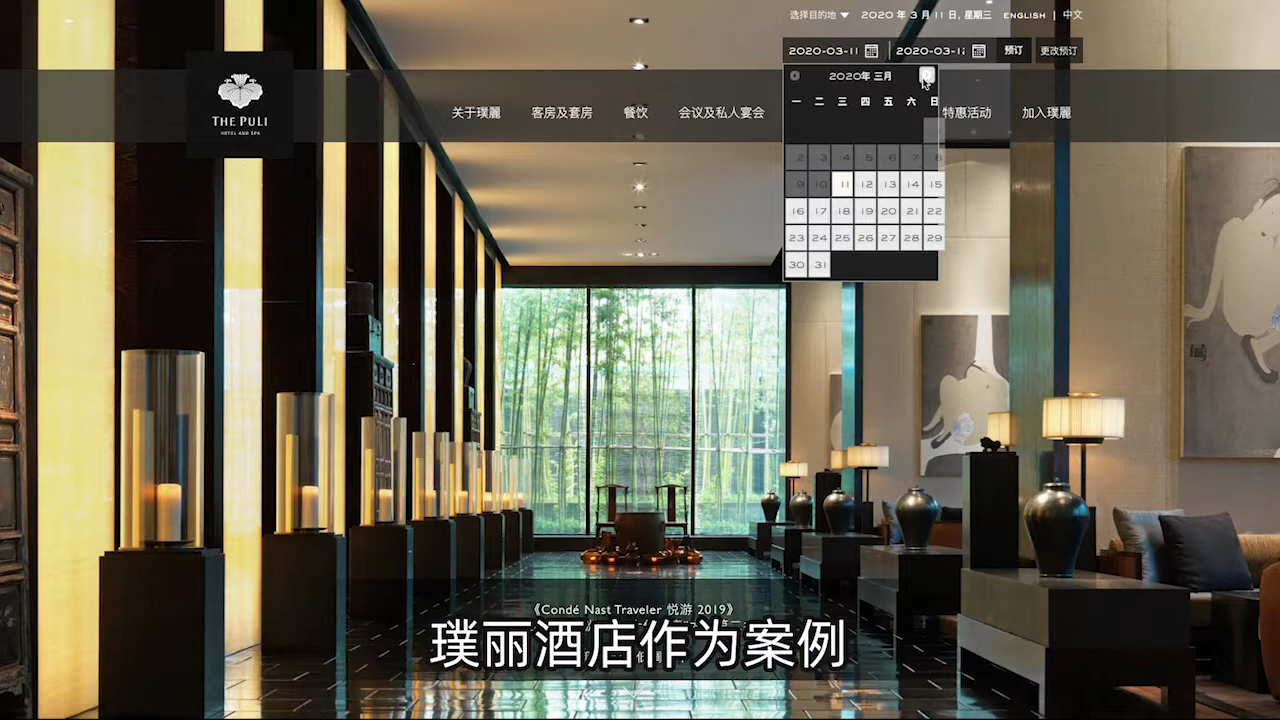 选择目的地 2020 年 3 月 11 日, 星期三 ENGLISH | 中文
2020-03-11 2020-03-1 预订 更改预订
2020年 三月
一 二 三 四 五 六 日
2 3 4 5 6 7 8
9 10 11 12 13 14 15
16 17 18 19 20 21 22
23 24 25 26 27 28 29
30 31
THE PULI
HOTEL AND SPA
关于璞麗 客房及套房 餐饮 会议及私人宴会 特惠活动 加入璞麗
《Condé Nast Traveler 悦游 2019》
璞丽酒店作为案例